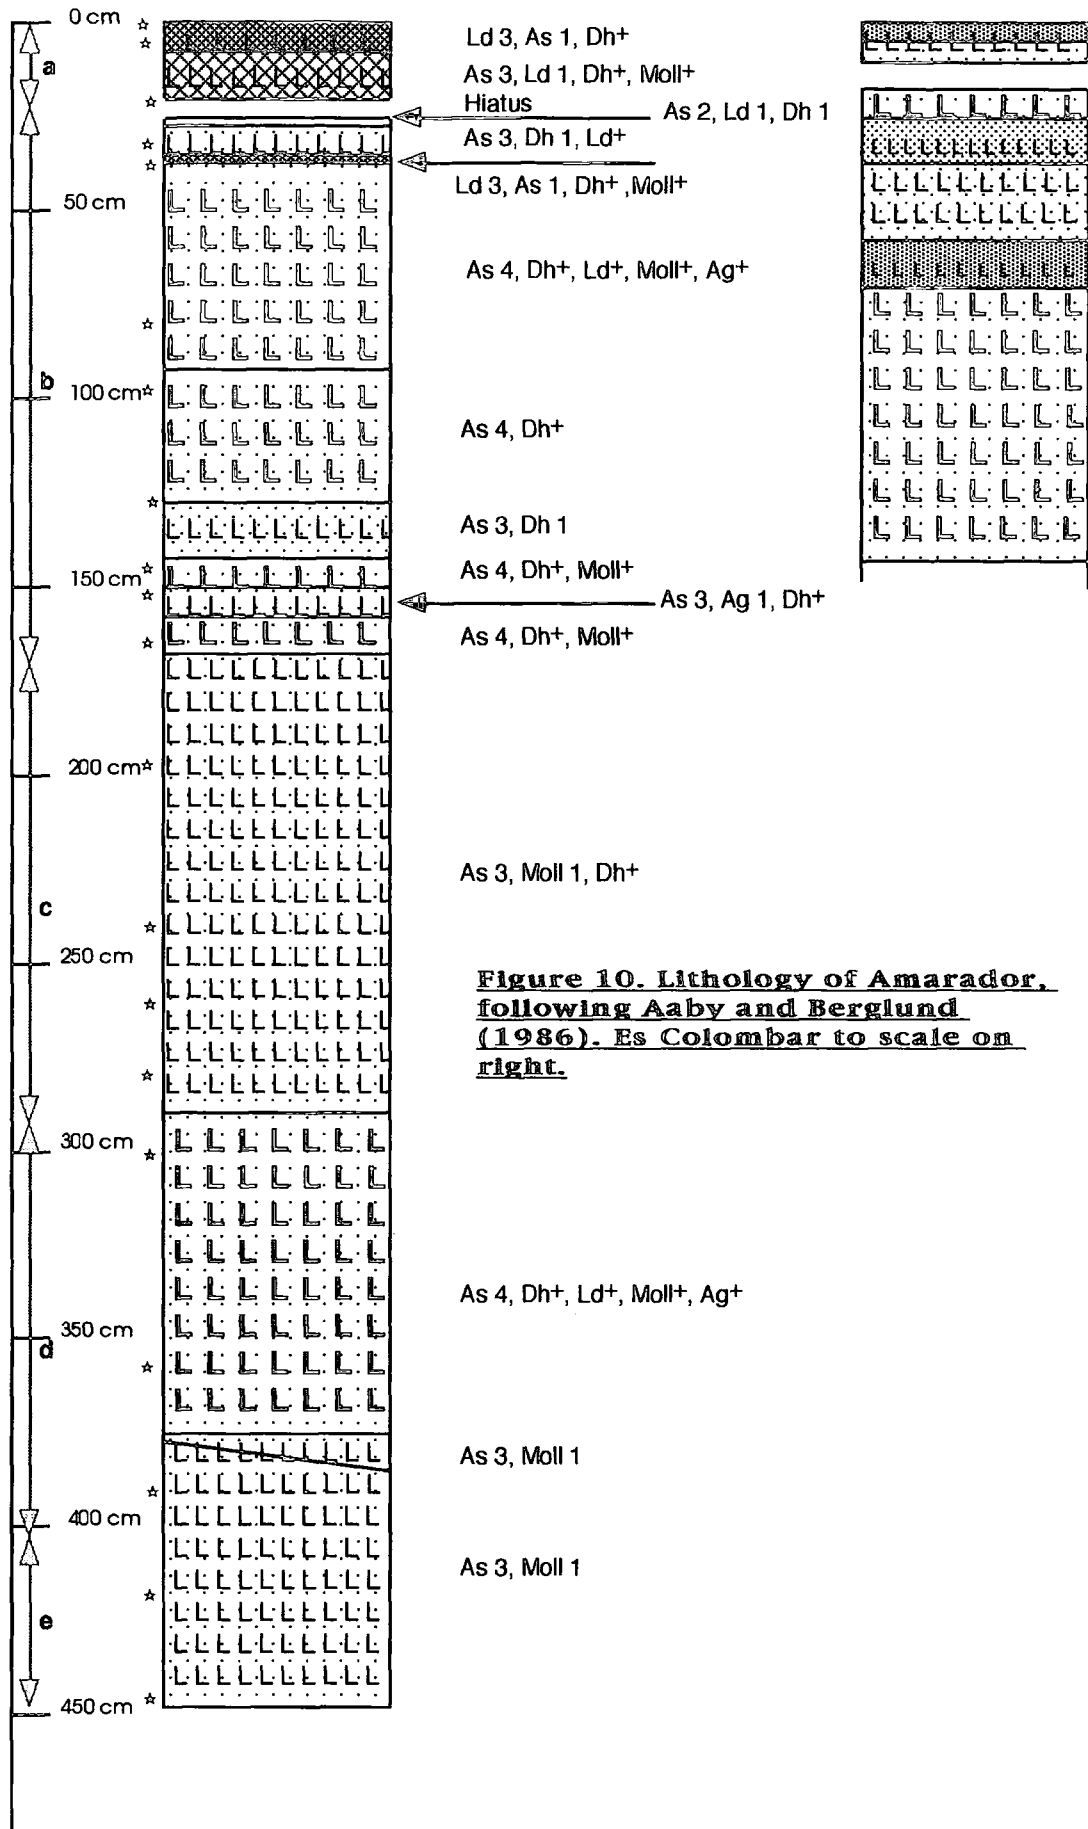 0 cm
Ld 3, As 1, Dh+
a
As 3, Ld 1, Dh+, Moll+
Hiatus
As 2, Ld 1, Dh 1
As 3, Dh 1, Ld+
Ld 3, As 1, Dh+ ,Moll+
50 cm
As 4, Dh+, Ld+, Moll+, Ag+
b
100 cm
As 4, Dh+
As 3, Dh 1
150 cm
As 4, Dh+, Moll+
As 3, Ag 1, Dh+
As 4, Dh+, Moll+
200 cm
As 3, Moll 1, Dh+
c
250 cm
Figure 10. Lithology of Amarador,
following Aaby and Berglund
(1986). Es Colombar to scale on
right.
300 cm
As 4, Dh+, Ld+, Moll+, Ag+
350 cm
d
As 3, Moll 1
400 cm
As 3, Moll 1
e
450 cm